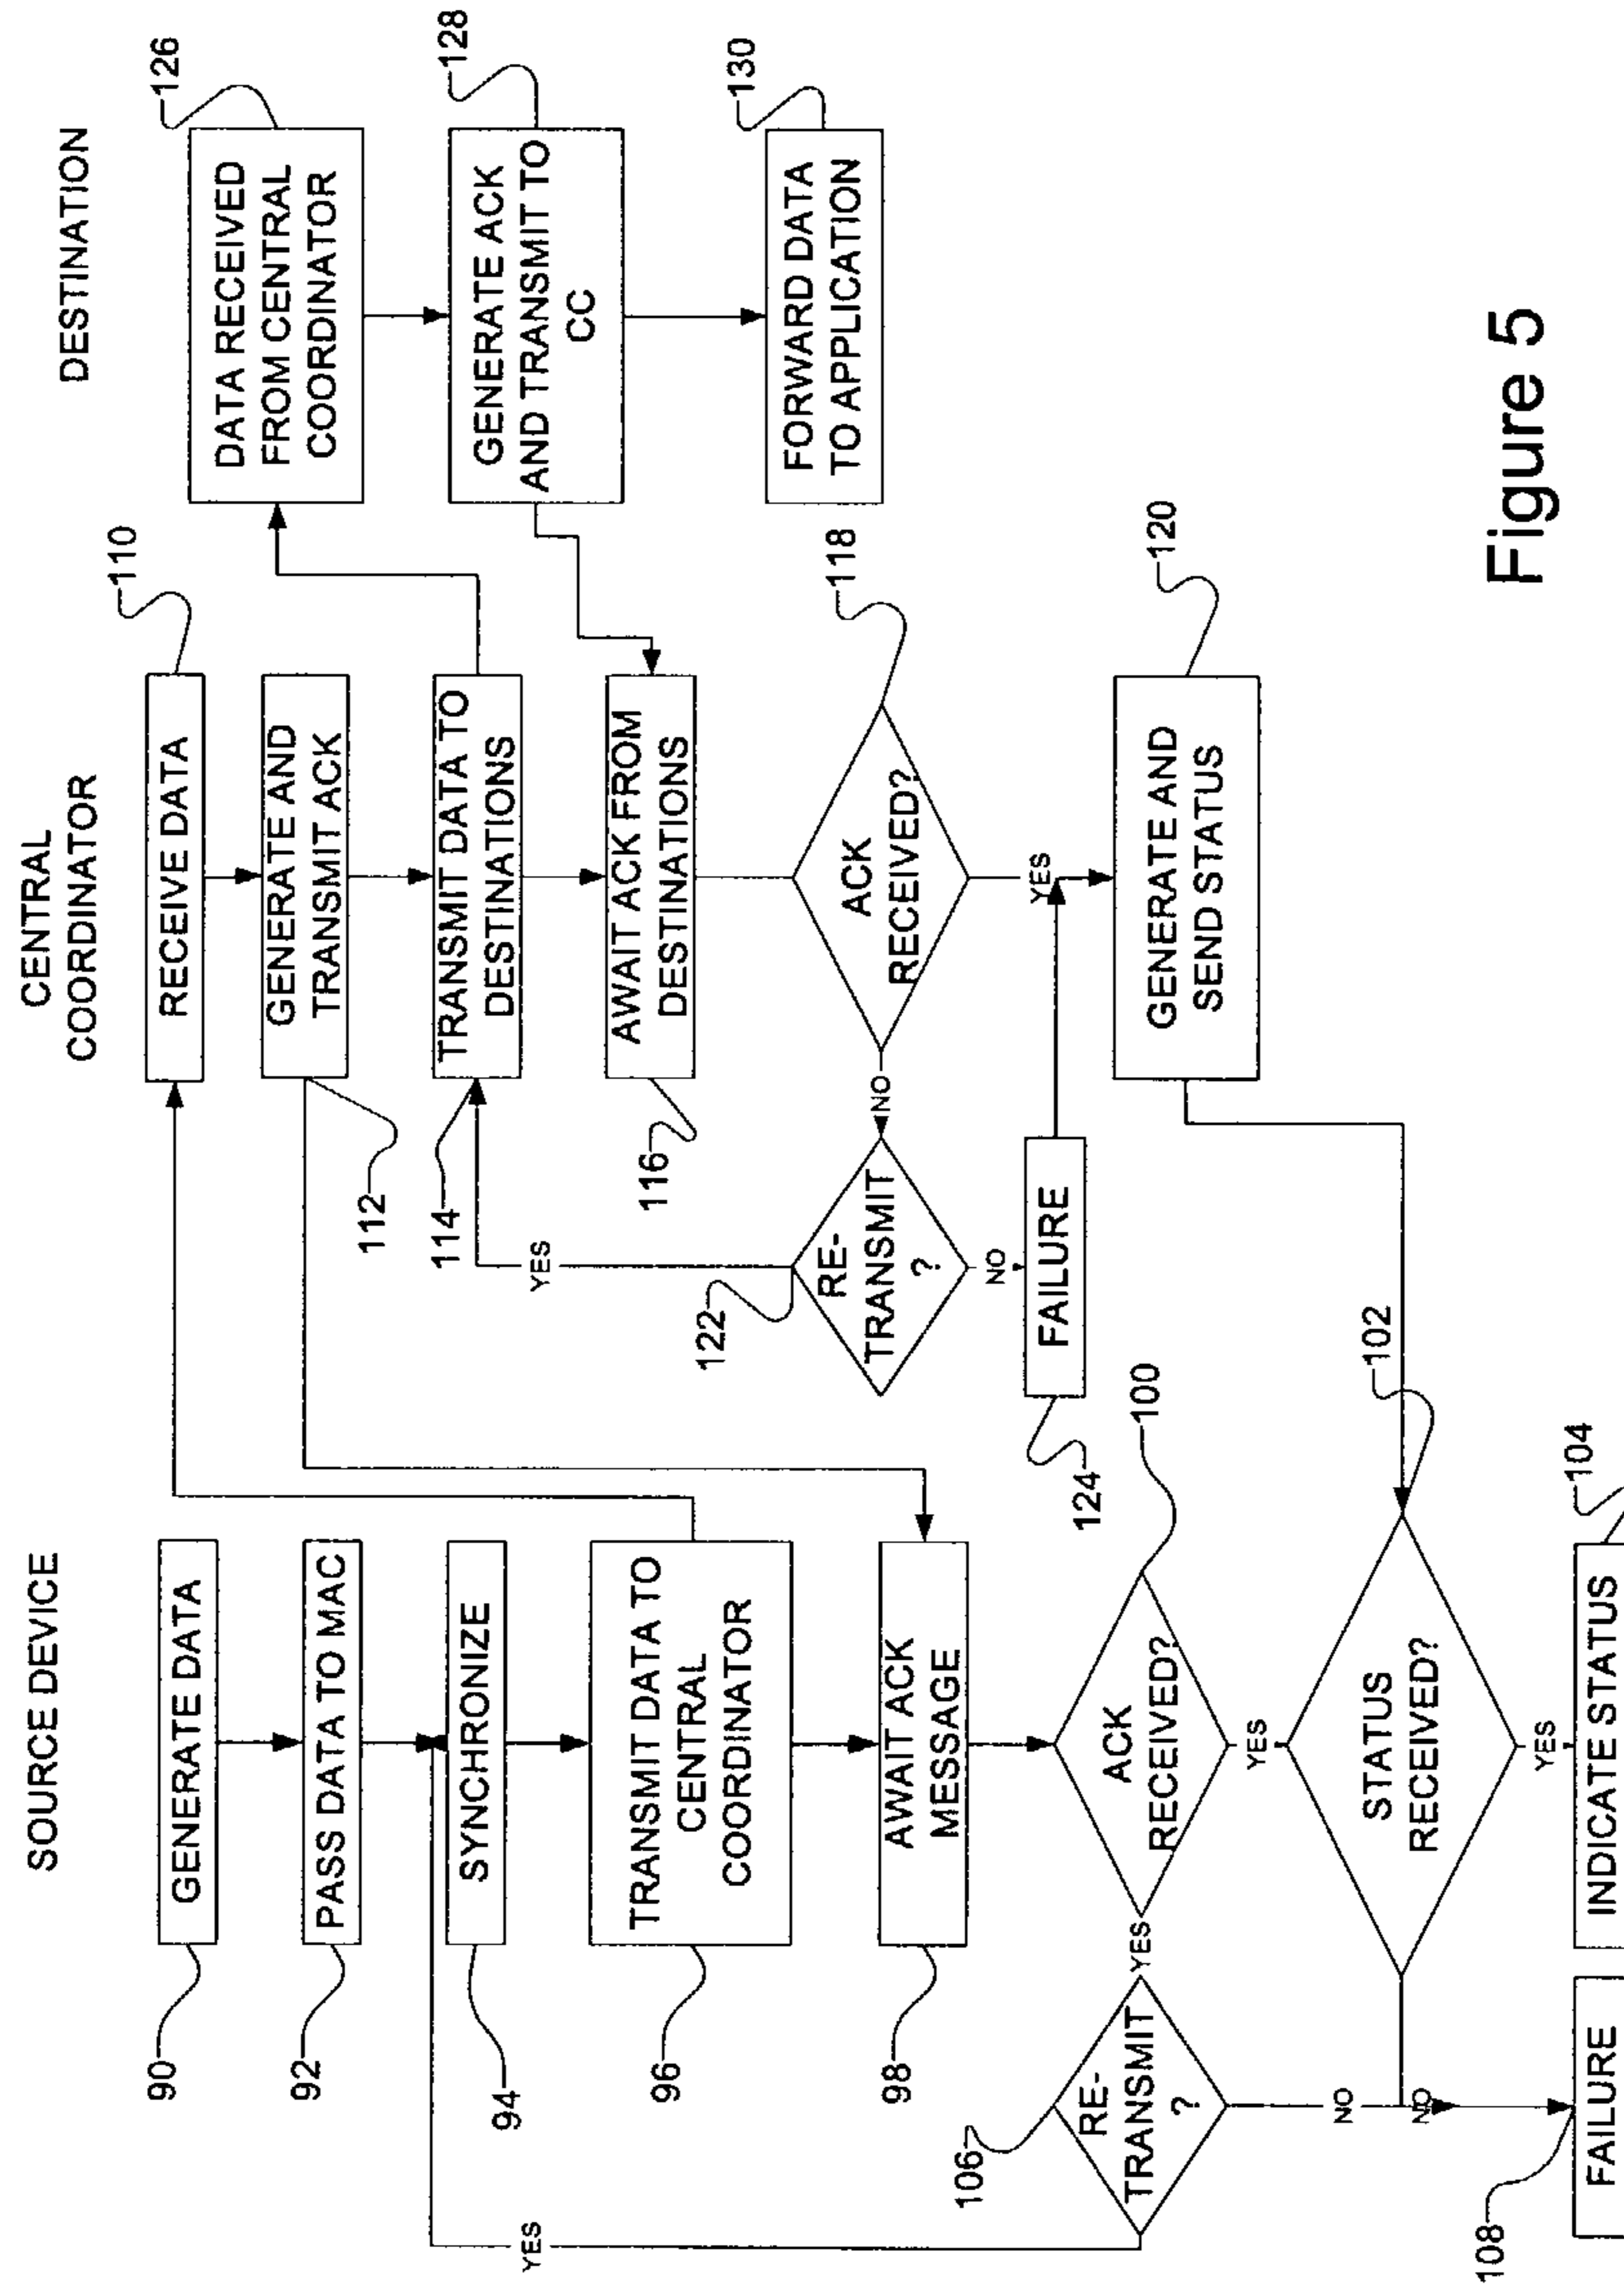 SOURCE DEVICE
90
GENERATE DATA
92
PASS DATA TO MAC
94
SYNCHRONIZE
96
TRANSMIT DATA TO
CENTRAL
COORDINATOR
98
AWAIT ACK
MESSAGE
100
ACK
RECEIVED?
YES
YES
106
RE-
TRANSMIT
?
YES
NO
102
STATUS
RECEIVED?
NO
YES
108
FAILURE
104
INDICATE STATUS
CENTRAL
COORDINATOR
110
RECEIVE DATA
112
GENERATE AND
TRANSMIT ACK
114
TRANSMIT DATA TO
DESTINATIONS
116
AWAIT ACK FROM
DESTINATIONS
118
ACK
RECEIVED?
NO
YES
122
RE-
TRANSMIT
?
YES
NO
124
FAILURE
120
GENERATE AND
SEND STATUS
DESTINATION
126
DATA RECEIVED
FROM CENTRAL
COORDINATOR
128
GENERATE ACK
AND TRANSMIT TO
CC
130
FORWARD DATA
TO APPLICATION
Figure 5